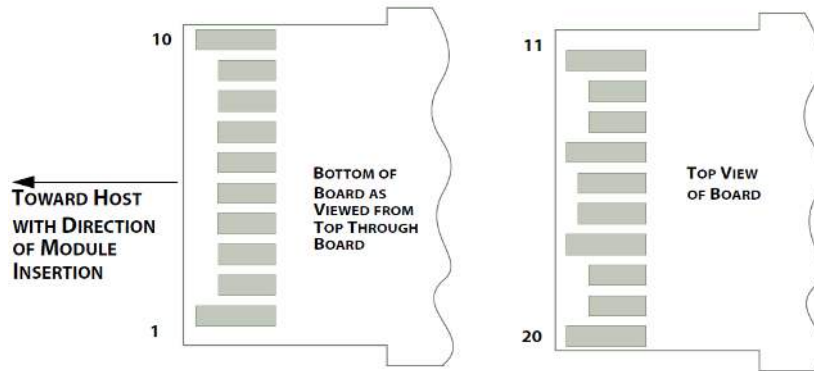 10
TOWARD HOST
WITH DIRECTION
OF MODULE
INSERTION
1
BOTTOM OF
BOARD AS
VIEWED FROM
TOP THROUGH
BOARD
11
TOP VIEW
OF BOARD
20